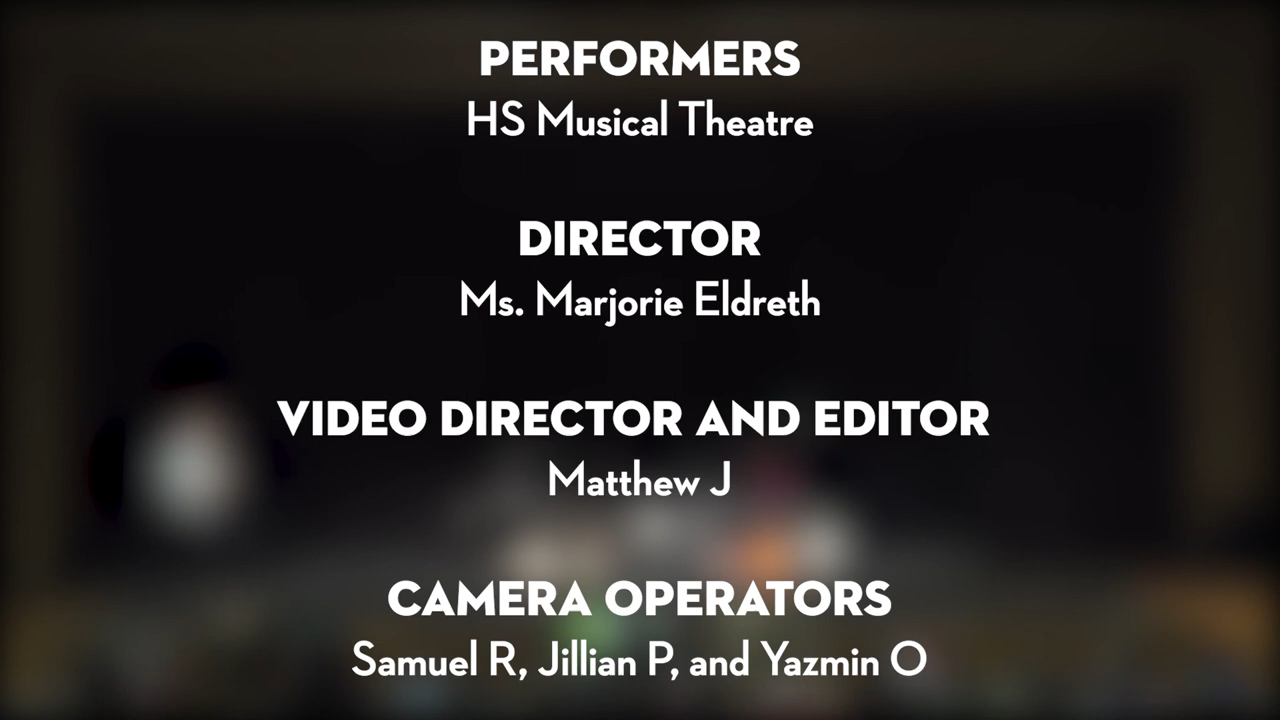 PERFORMERS
HS Musical Theatre
DIRECTOR
Ms. Marjorie Eldreth
VIDEO DIRECTOR AND EDITOR
Matthew J
CAMERA OPERATORS
Samuel R, Jillian P, and Yazmin O